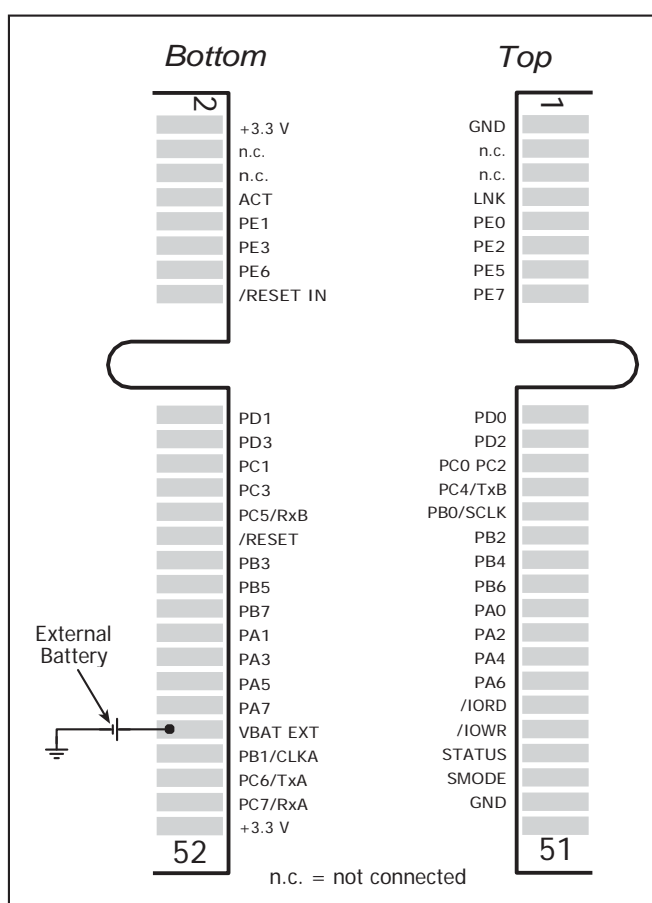 Bottom
Top
2
1
+3.3 V
GND
n.c.
n.c.
n.c.
n.c.
ACT
LNK
PE1
PE0
PE3
PE2
PE6
PE5
/RESET IN
PE7
PD1
PD0
PD3
PD2
PC1
PC0 PC2
PC3
PC4/TxB
PC5/RxB
PB0/SCLK
/RESET
PB2
PB3
PB4
PB5
PB6
PB7
PA0
PA1
PA2
PA3
PA4
PA5
PA6
PA7
/IORD
External
Battery
VBAT EXT
/IOWR
PB1/CLKA
STATUS
PC6/TxA
SMODE
PC7/RxA
GND
+3.3 V
52
51
n.c. = not connected